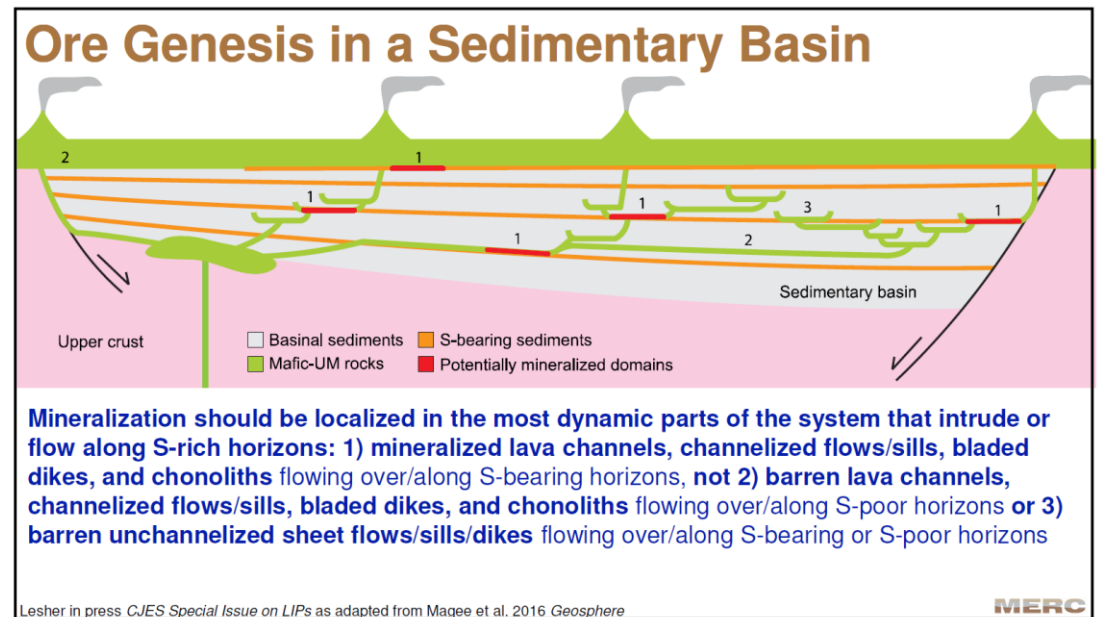 Ore Genesis in a Sedimentary Basin
2
1
1
1
3
1
1
2
Sedimentary basin
Upper crust
Basinal sediments
S-bearing sediments
Mafic-UM rocks
Potentially mineralized domains
Mineralization should be localized in the most dynamic parts of the system that intrude or
flow along S-rich horizons: 1) mineralized lava channels, channelized flows/sills, bladed
dikes, and chonoliths flowing over/along S-bearing horizons, not 2) barren lava channels,
channelized flows/sills, bladed dikes, and chonoliths flowing over/along S-poor horizons or 3)
barren unchannelized sheet flows/sills/dikes flowing over/along S-bearing or S-poor horizons
Lesher in press CJES Special Issue on LIPs as adapted from Magee et al. 2016 Geosphere
MERC